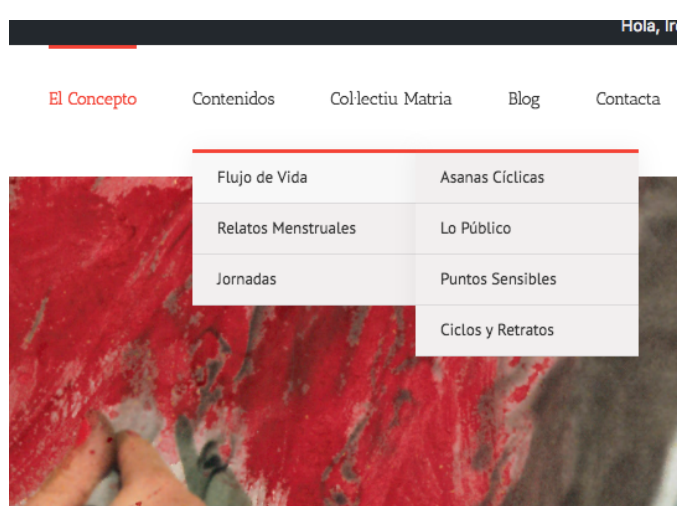 Hola,
El Concepto Contenidos Col·lectiu Matria Blog Contacta
Flujo de Vida Asanas Cíclicas
Relatos Menstruales Lo Público
Jornadas Puntos Sensibles
Ciclos y Retratos